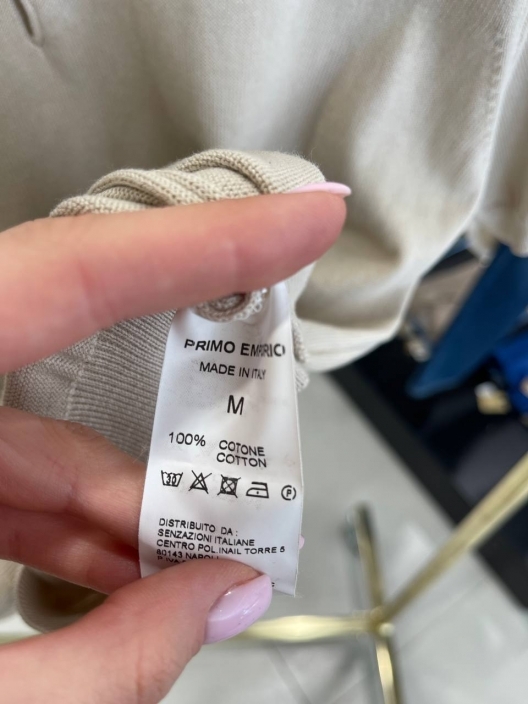 PRIMO EMPORIO
MADE IN ITALY
M
100% COTONE
COTTON
30
P
DISTRIBUITO DA :
SENZAZIONI ITALIANE
CENTRO POL.INAIL TORRE 5
80143 NAPOLI